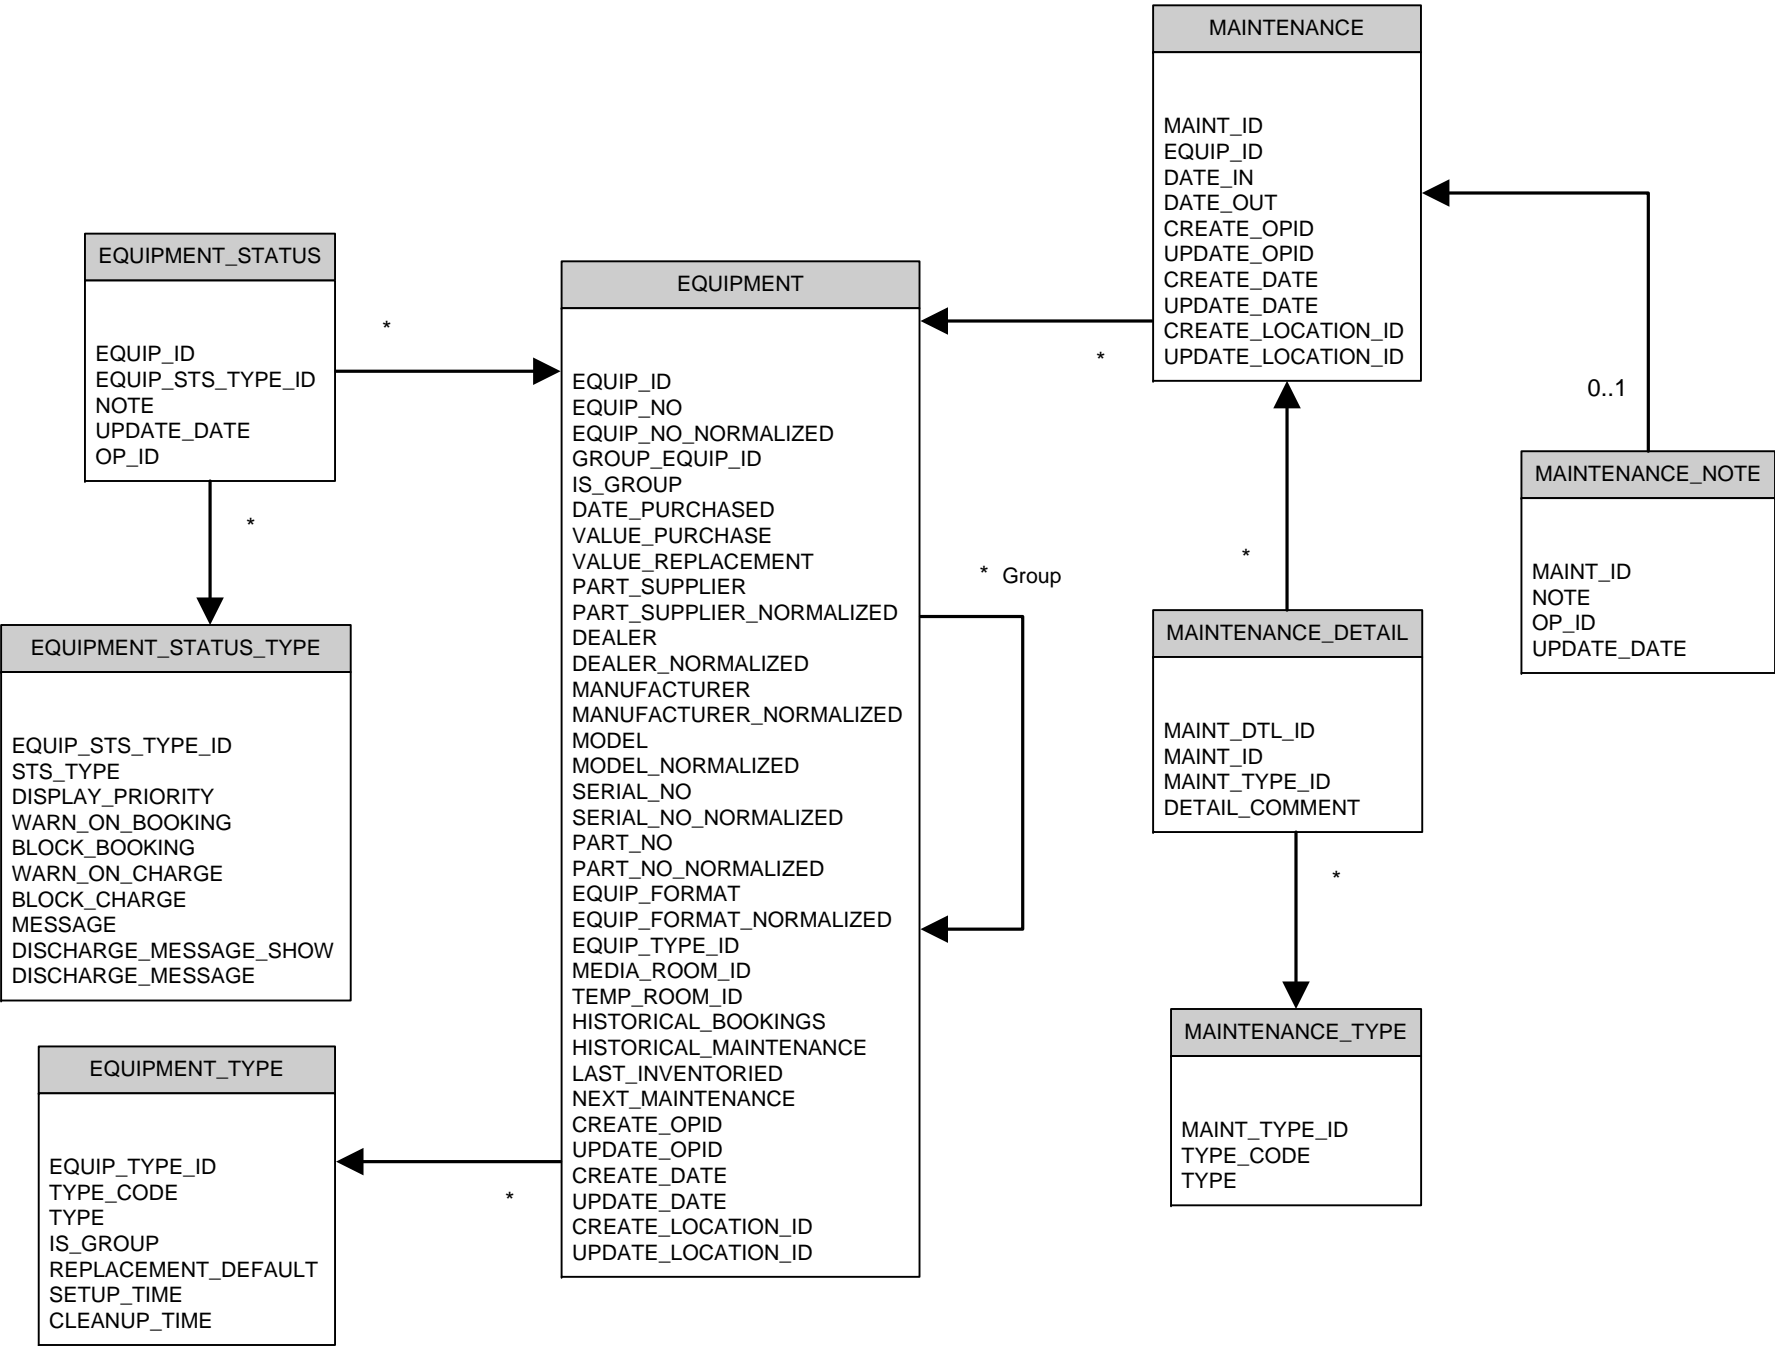 MAINTENANCE
MAINT_ID
EQUIP_ID
DATE_IN
DATE_OUT
CREATE_OPID
UPDATE_OPID
CREATE_DATE
UPDATE_DATE
CREATE_LOCATION_ID
UPDATE_LOCATION_ID
EQUIPMENT_STATUS
EQUIP_ID
EQUIP_STS_TYPE_ID
NOTE
UPDATE_DATE
OP_ID
*
*
EQUIPMENT
EQUIP_ID
EQUIP_NO
EQUIP_NO_NORMALIZED
GROUP_EQUIP_ID
IS_GROUP
DATE_PURCHASED
VALUE_PURCHASE
VALUE_REPLACEMENT
PART_SUPPLIER
PART_SUPPLIER_NORMALIZED
DEALER
DEALER_NORMALIZED
MANUFACTURER
MANUFACTURER_NORMALIZED
MODEL
MODEL_NORMALIZED
SERIAL_NO
SERIAL_NO_NORMALIZED
PART_NO
PART_NO_NORMALIZED
EQUIP_FORMAT
EQUIP_FORMAT_NORMALIZED
EQUIP_TYPE_ID
MEDIA_ROOM_ID
TEMP_ROOM_ID
HISTORICAL_BOOKINGS
HISTORICAL_MAINTENANCE
LAST_INVENTORIED
NEXT_MAINTENANCE
CREATE_OPID
UPDATE_OPID
CREATE_DATE
UPDATE_DATE
CREATE_LOCATION_ID
UPDATE_LOCATION_ID
*
* Group
0..1
MAINTENANCE_NOTE
MAINT_ID
NOTE
OP_ID
UPDATE_DATE
*
MAINTENANCE_DETAIL
MAINT_DTL_ID
MAINT_ID
MAINT_TYPE_ID
DETAIL_COMMENT
*
MAINTENANCE_TYPE
MAINT_TYPE_ID
TYPE_CODE
TYPE
EQUIPMENT_STATUS_TYPE
EQUIP_STS_TYPE_ID
STS_TYPE
DISPLAY_PRIORITY
WARN_ON_BOOKING
BLOCK_BOOKING
WARN_ON_CHARGE
BLOCK_CHARGE
MESSAGE
DISCHARGE_MESSAGE_SHOW
DISCHARGE_MESSAGE
EQUIPMENT_TYPE
EQUIP_TYPE_ID
TYPE_CODE
TYPE
IS_GROUP
REPLACEMENT_DEFAULT
SETUP_TIME
CLEANUP_TIME
*